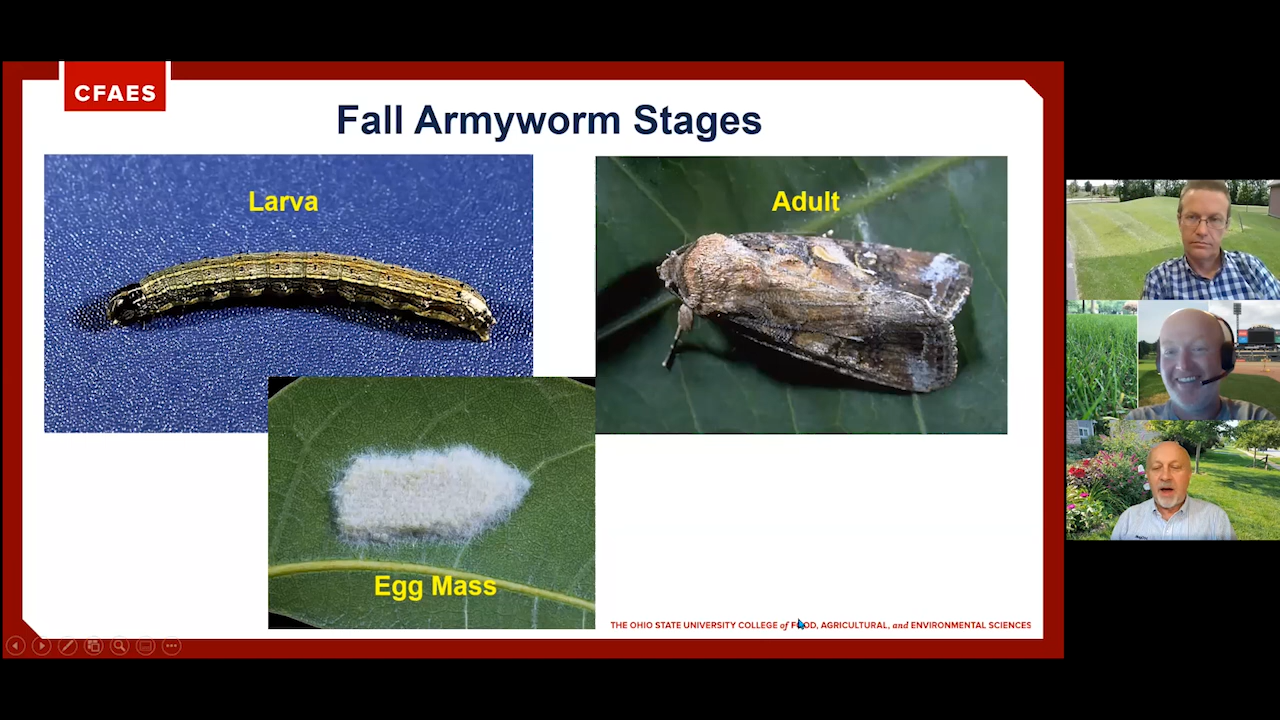 CFAES
Fall Armyworm Stages
Larva
Adult
Egg Mass
THE OHIO STATE UNIVERSITY COLLEGE of FOOD, AGRICULTURAL, and ENVIRONMENTAL SCIENCES